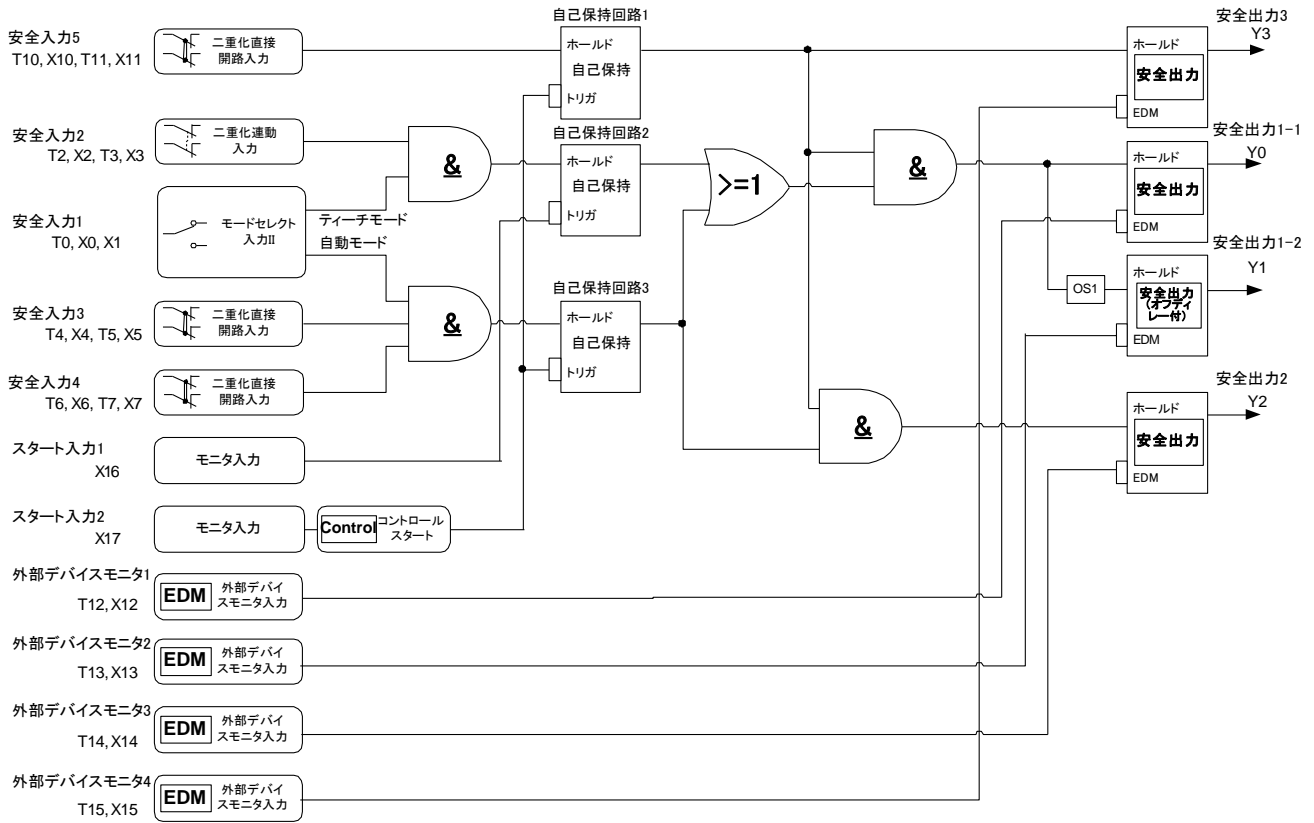 安全入力5
T10, X10, T11, X11
二重化直接
開路入力
安全入力2
T2, X2, T3, X3
二重化連動
入力
安全入力1
T0, X0, X1
モードセレクト
入力II
ティーチモード
自動モード
安全入力3
T4, X4, T5, X5
二重化直接
開路入力
安全入力4
T6, X6, T7, X7
二重化直接
開路入力
スタート入力1
X16
モニタ入力
スタート入力2
X17
モニタ入力
Control
コントロール
スタート
外部デバイスモニタ1
T12, X12
EDM
外部デバイ
スモニタ入力
外部デバイスモニタ2
T13, X13
EDM
外部デバイ
スモニタ入力
外部デバイスモニタ3
T14, X14
EDM
外部デバイ
スモニタ入力
外部デバイスモニタ4
T15, X15
EDM
外部デバイ
スモニタ入力
&
&
自己保持回路1
ホールド
自己保持
トリガ
自己保持回路2
ホールド
自己保持
トリガ
自己保持回路3
ホールド
自己保持
トリガ
>=1
&
&
OS1
安全出力3
Y3
ホールド
安全出力
EDM
安全出力1-1
Y0
ホールド
安全出力
EDM
安全出力1-2
Y1
ホールド
安全出力
(オフディ
レー付)
EDM
安全出力2
Y2
ホールド
安全出力
EDM